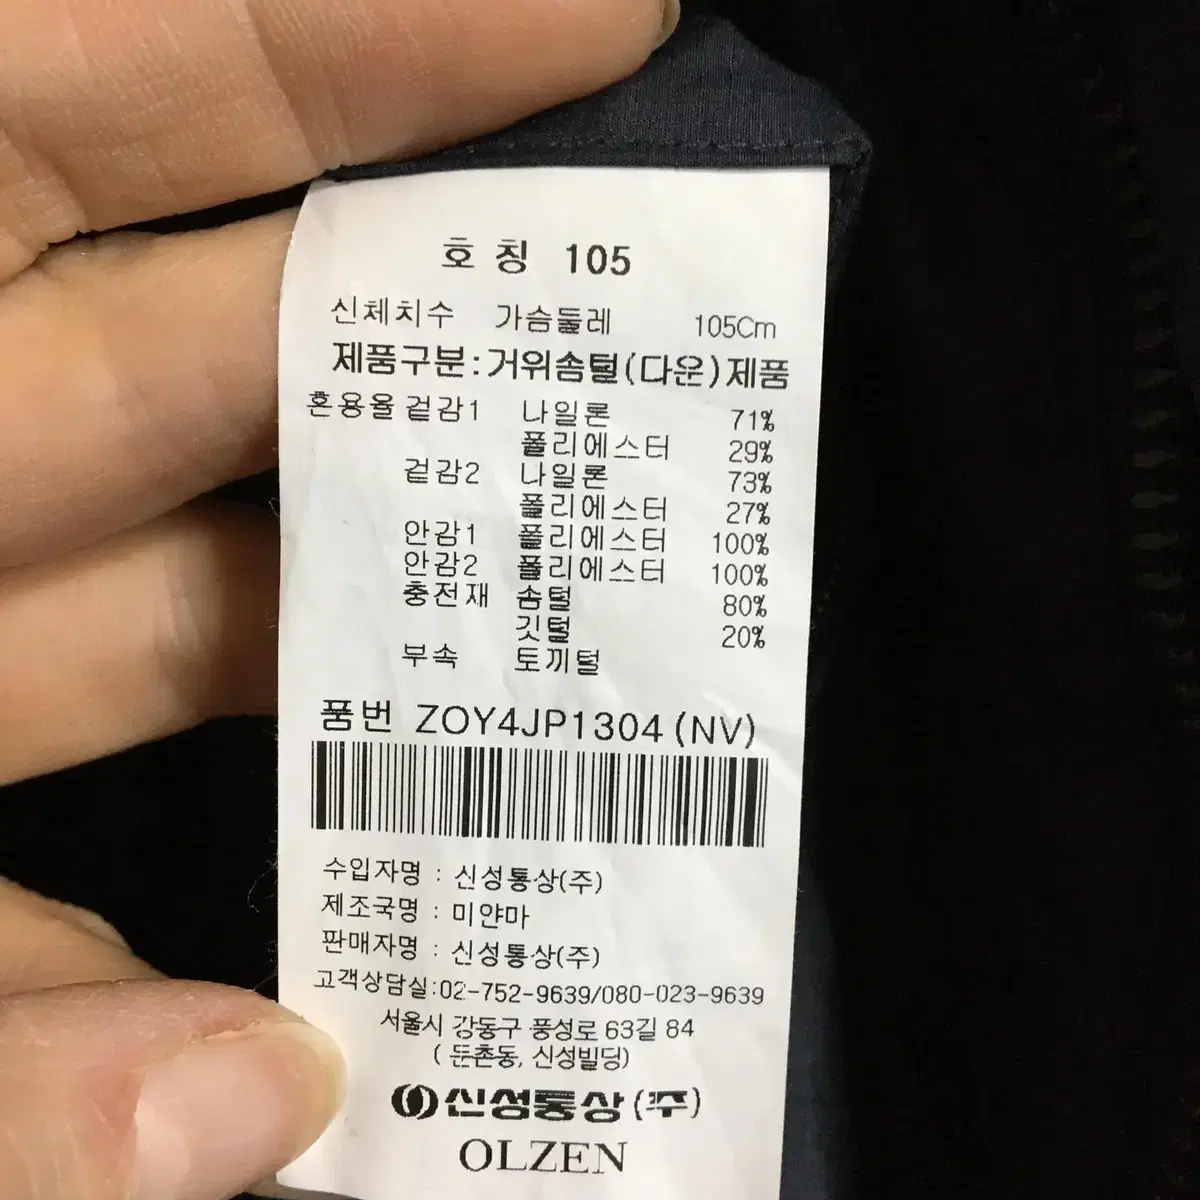 호 칭 105
신체치수 가슴둘레 105Cm
제품구분:거위솜털(다운)제품
혼용율 겉감1 나일론 71%
폴리에스터 29%
겉감2 나일론 73%
폴리에스터 27%
안감1 폴리에스터 100%
안감2 폴리에스터 100%
충전재 솜털 80%
깃털 20%
부속 토끼털
품번 ZOY4JP1304(NV)
수입자명 : 신성통상(주)
제조국명 : 미얀마
판매자명 : 신성통상(주)
고객상담실:02-752-9639/080-023-9639
서울시 강동구 풍성로 63길 84
( 둔촌동, 신성빌딩)
신성통상(주)
OLZEN